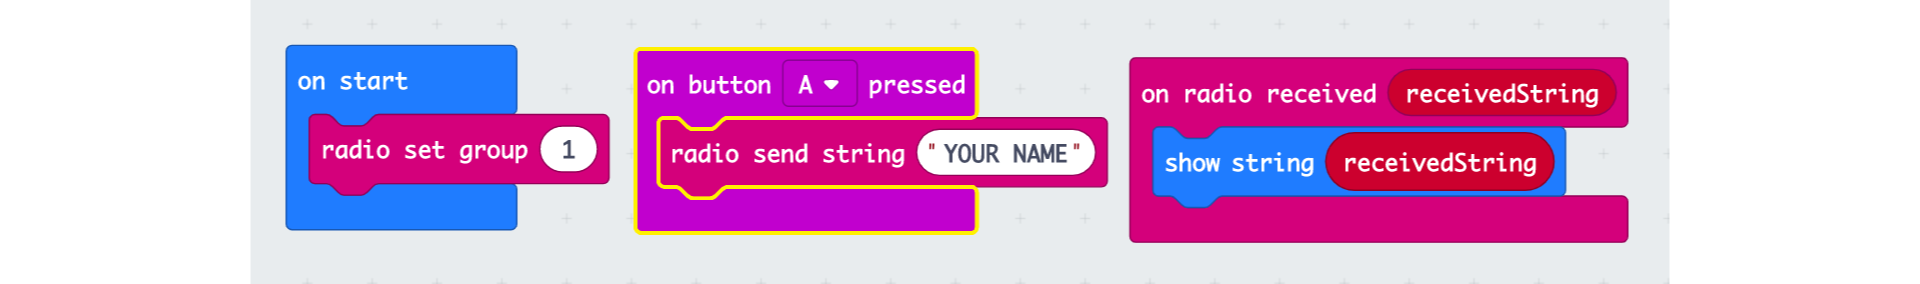 on start
radio set group 1
on button A pressed
radio send string "YOUR NAME"
on radio received receivedString
show string receivedString